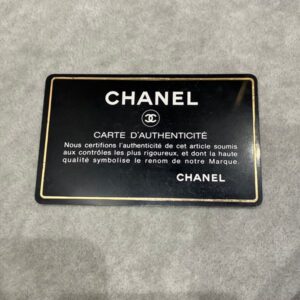 CHANEL
CARTE D'AUTHENTICITÉ
Nous certifions l'authenticité de cet article soumis
aux contrôles les plus rigoureux, et dont la haute
qualité symbolise le renom de notre Marque.
CHANEL